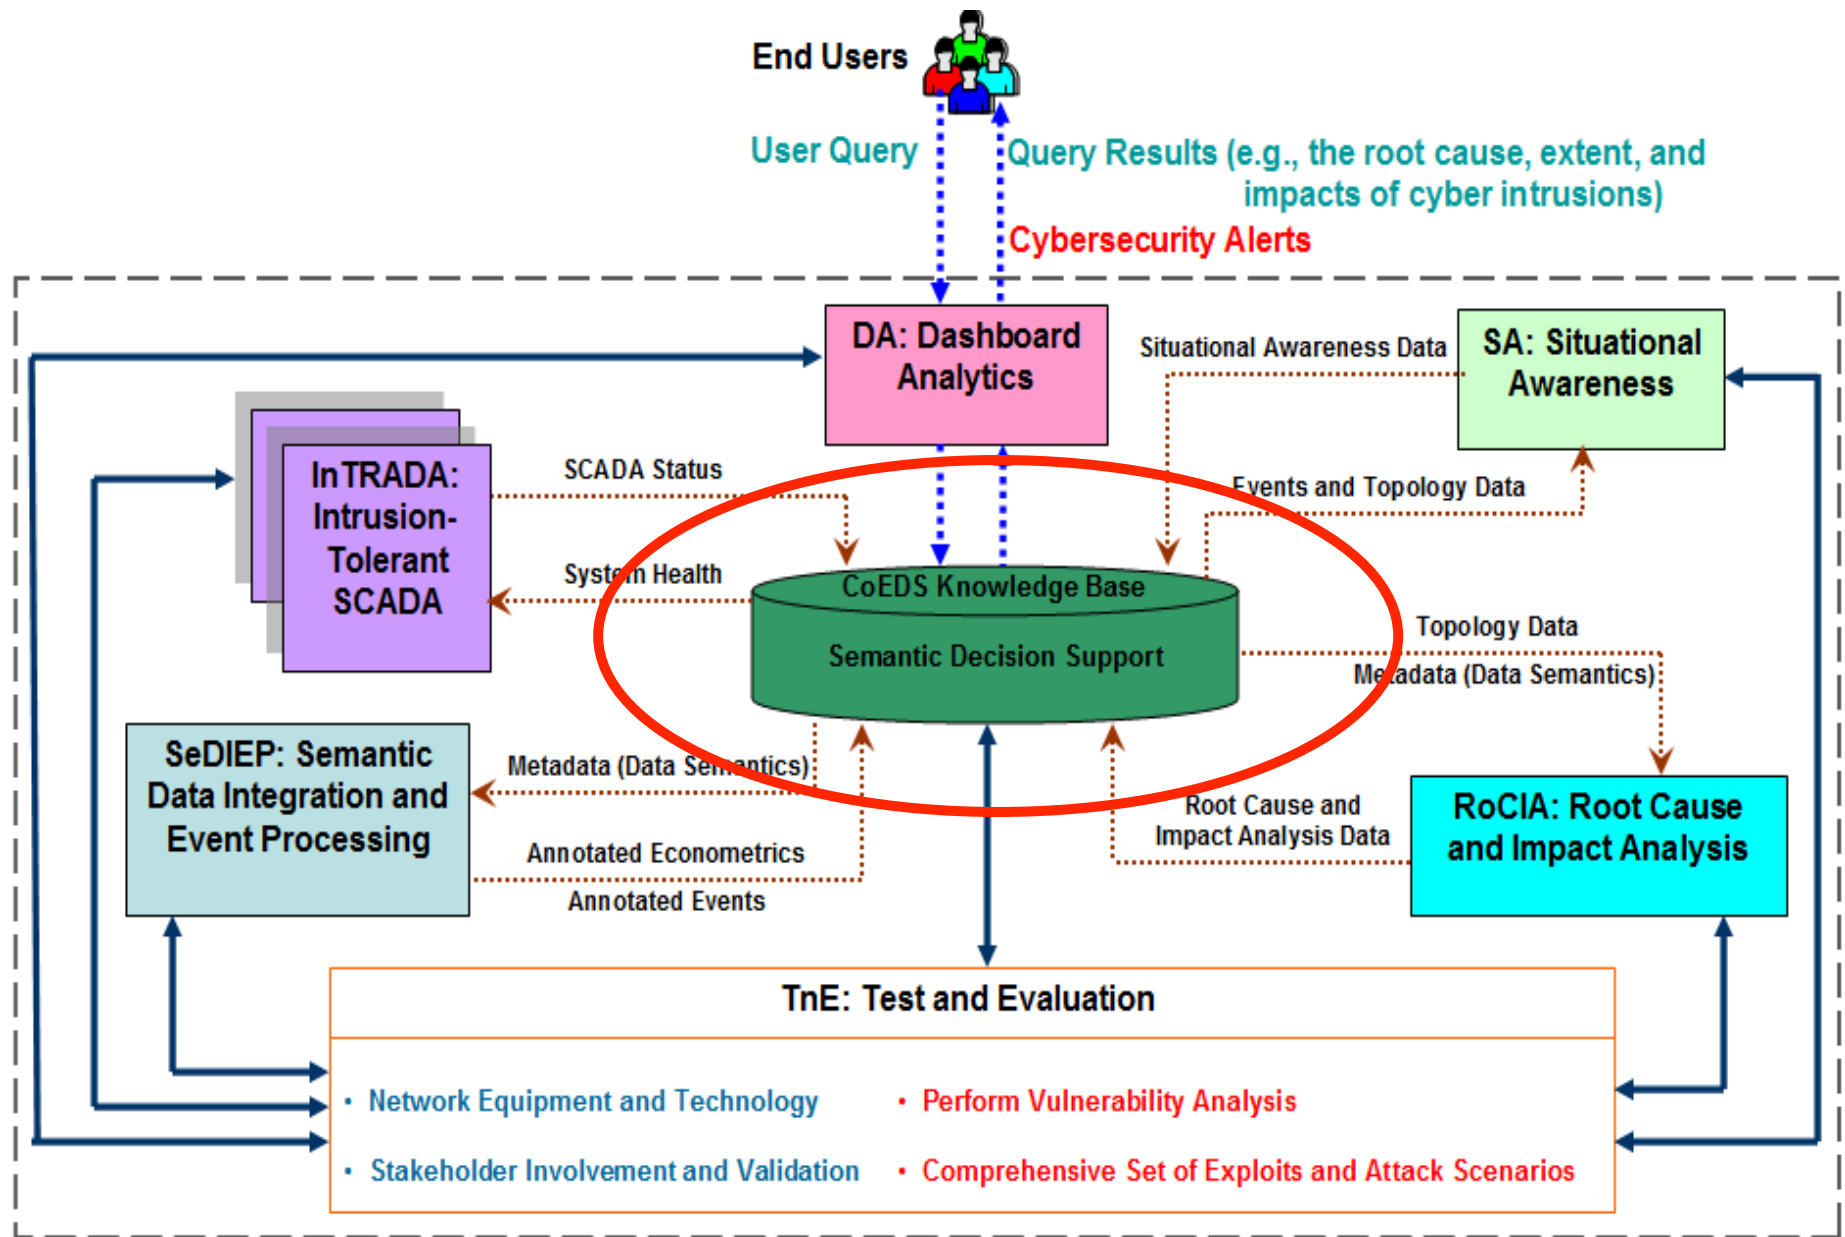 End Users
User Query
Query Results (e.g., the root cause, extent, and
impacts of cyber intrusions)
Cybersecurity Alerts
DA: Dashboard
Analytics
Situational Awareness Data
SA: Situational
Awareness
InTRADA:
Intrusion-
Tolerant
SCADA
SCADA Status
Events and Topology Data
System Health
CoEDS Knowledge Base
Semantic Decision Support
Topology Data
Metadata (Data Semantics)
SeDIEP: Semantic
Data Integration and
Event Processing
Metadata (Data Semantics)
Annotated Econometrics
Annotated Events
Root Cause and
Impact Analysis Data
RoCIA: Root Cause
and Impact Analysis
TnE: Test and Evaluation
• Network Equipment and Technology
• Perform Vulnerability Analysis
• Stakeholder Involvement and Validation
• Comprehensive Set of Exploits and Attack Scenarios